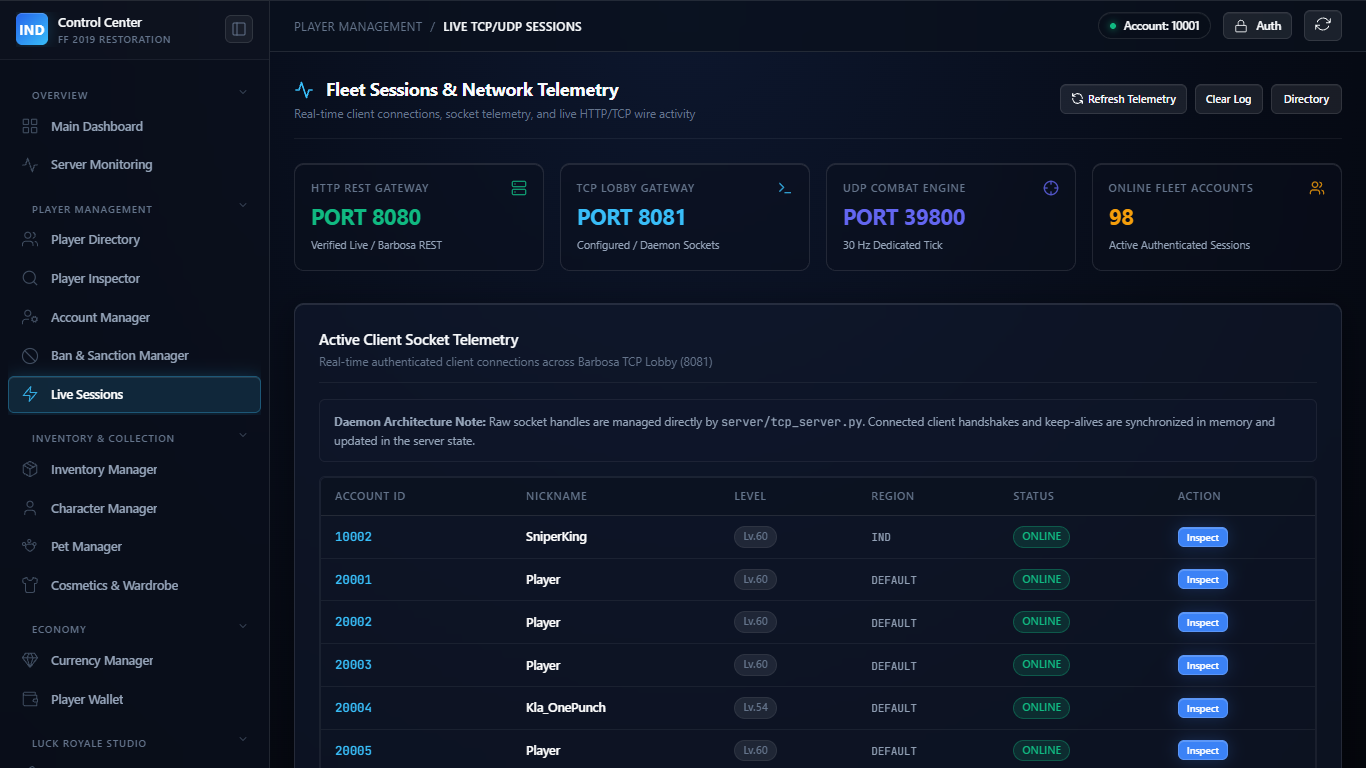 IND
Control Center
FF 2019 RESTORATION
PLAYER MANAGEMENT / LIVE TCP/UDP SESSIONS
Account: 10001
Auth
OVERVIEW
Main Dashboard
Server Monitoring
PLAYER MANAGEMENT
Player Directory
Player Inspector
Account Manager
Ban & Sanction Manager
Live Sessions
INVENTORY & COLLECTION
Inventory Manager
Character Manager
Pet Manager
Cosmetics & Wardrobe
ECONOMY
Currency Manager
Player Wallet
LUCK ROYALE STUDIO
Fleet Sessions & Network Telemetry
Real-time client connections, socket telemetry, and live HTTP/TCP wire activity
Refresh Telemetry
Clear Log
Directory
HTTP REST GATEWAY
PORT 8080
Verified Live / Barbosa REST
TCP LOBBY GATEWAY
PORT 8081
Configured / Daemon Sockets
UDP COMBAT ENGINE
PORT 39800
30 Hz Dedicated Tick
ONLINE FLEET ACCOUNTS
98
Active Authenticated Sessions
Active Client Socket Telemetry
Real-time authenticated client connections across Barbosa TCP Lobby (8081)
Daemon Architecture Note: Raw socket handles are managed directly by server/tcp_server.py. Connected client handshakes and keep-alives are synchronized in memory and
updated in the server state.
ACCOUNT ID NICKNAME LEVEL REGION STATUS ACTION
10002 SniperKing Lv.60 IND ONLINE Inspect
20001 Player Lv.60 DEFAULT ONLINE Inspect
20002 Player Lv.60 DEFAULT ONLINE Inspect
20003 Player Lv.60 DEFAULT ONLINE Inspect
20004 Kla_OnePunch Lv.54 DEFAULT ONLINE Inspect
20005 Player Lv.60 DEFAULT ONLINE Inspect